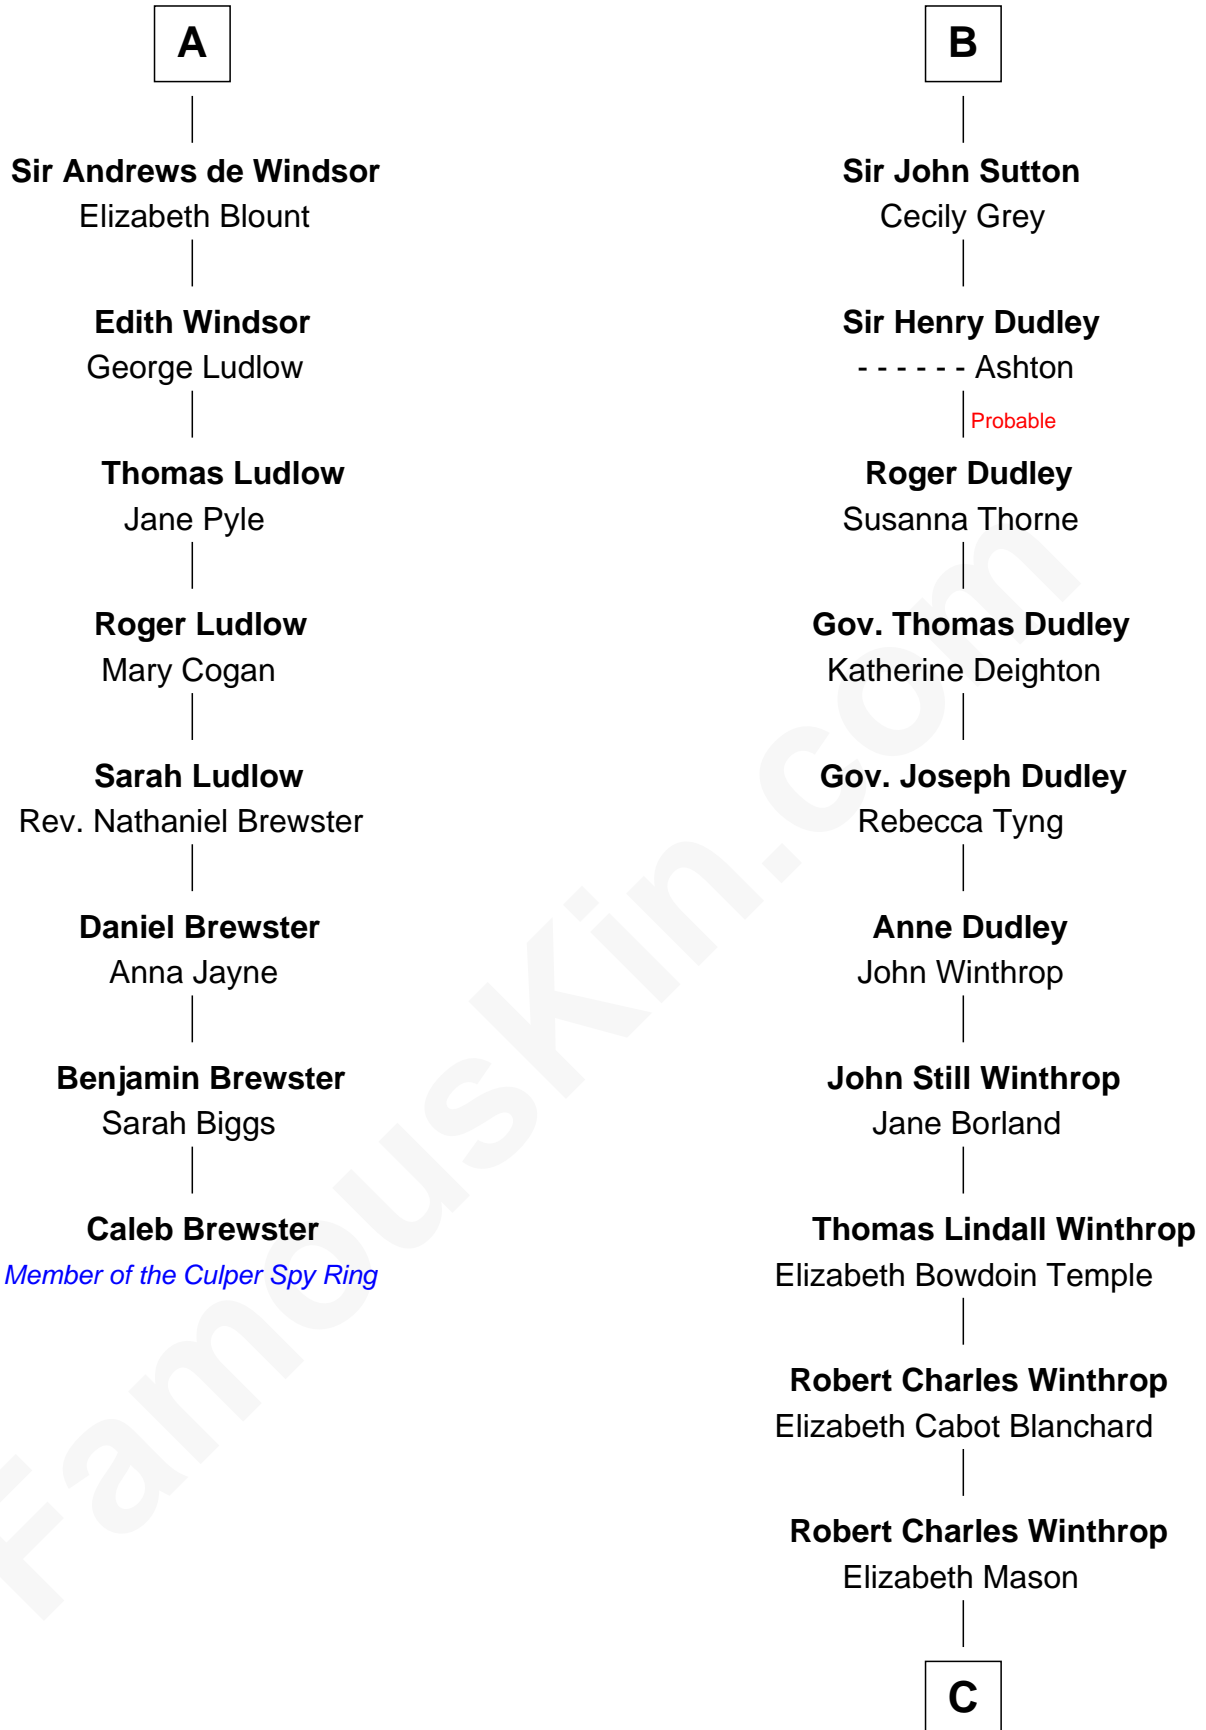 A
Sir Andrews de Windsor
Elizabeth Blount
Edith Windsor
George Ludlow
Thomas Ludlow
Jane Pyle
Roger Ludlow
Mary Cogan
Sarah Ludlow
Rev. Nathaniel Brewster
Daniel Brewster
Anna Jayne
Benjamin Brewster
Sarah Biggs
Caleb Brewster
Member of the Culper Spy Ring
B
Sir John Sutton
Cecily Grey
Sir Henry Dudley
- - - - - - Ashton
Probable
Roger Dudley
Susanna Thorne
Gov. Thomas Dudley
Katherine Deighton
Gov. Joseph Dudley
Rebecca Tyng
Anne Dudley
John Winthrop
John Still Winthrop
Jane Borland
Thomas Lindall Winthrop
Elizabeth Bowdoin Temple
Robert Charles Winthrop
Elizabeth Cabot Blanchard
Robert Charles Winthrop
Elizabeth Mason
C
FamousKin.com